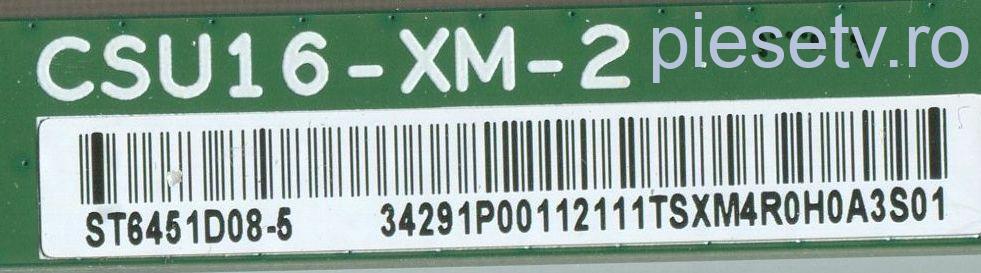 CSU16-XM-2
piesetv.ro
ST6451D08-5 34291P00112111TSXM4R0H0A3S01